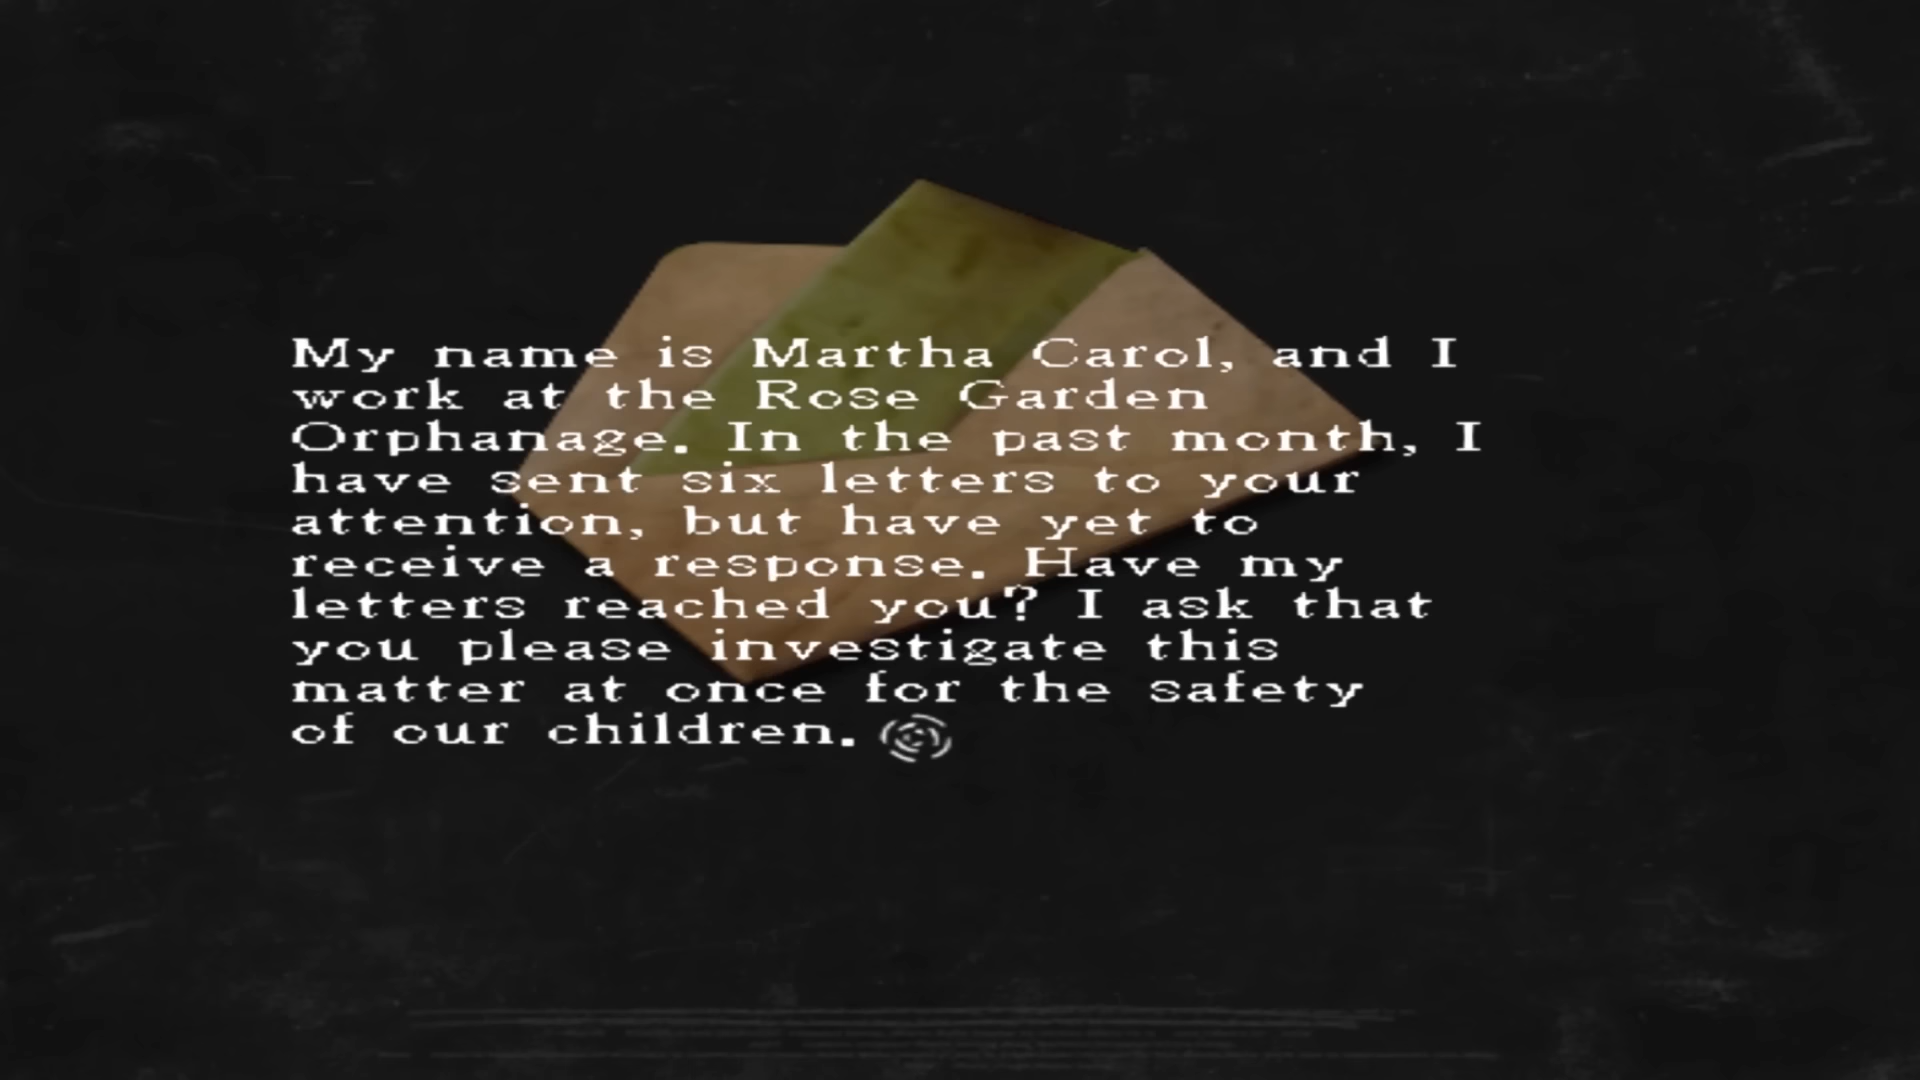 My name is Martha Carol, and I
work at the Rose Garden
Orphanage. In the past month, I
have sent six letters to your
attention, but have yet to
receive a response. Have my
letters reached you? I ask that
you please investigate this
matter at once for the safety
of our children.